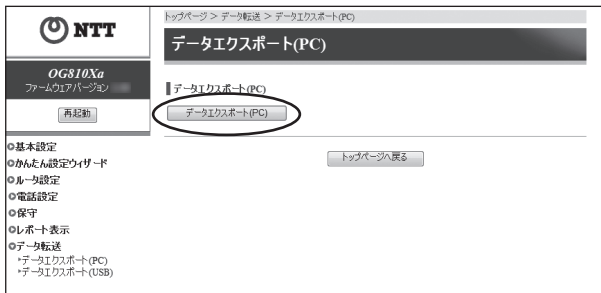 NTT
OG810Xa
ファームウェアバージョン
再起動
基本設定
かんたん設定ウィザード
ルータ設定
電話設定
保守
レポート表示
データ転送
データエクスポート(PC)
データエクスポート(USB)
トップページ > データ転送 > データエクスポート(PC)
データエクスポート(PC)
データエクスポート(PC)
データエクスポート(PC)
トップページへ戻る